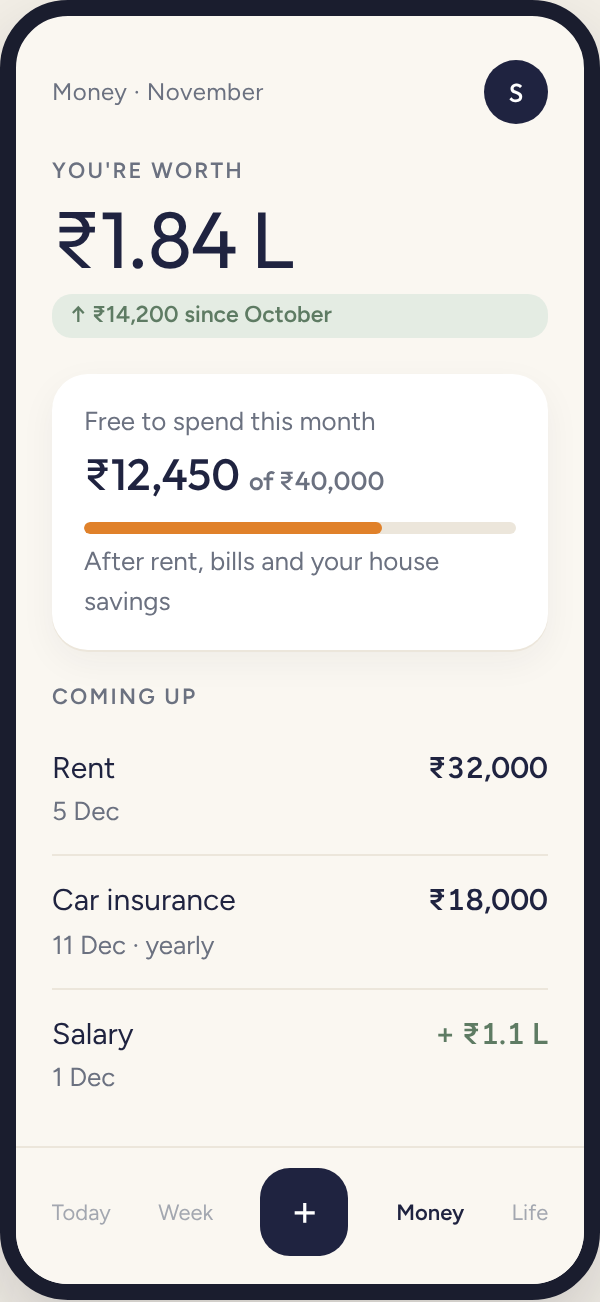 Money · November
S
YOU'RE WORTH
₹1.84 L
↑ ₹14,200 since October
Free to spend this month
₹12,450 of ₹40,000
After rent, bills and your house
savings
COMING UP
Rent ₹32,000
5 Dec
Car insurance ₹18,000
11 Dec · yearly
Salary + ₹1.1 L
1 Dec
Today Week + Money Life